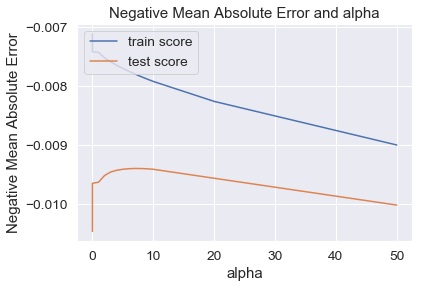 Negative Mean Absolute Error and alpha
Negative Mean Absolute Error
−0.007
−0.008
−0.009
−0.010
train score
test score
0
10
20
30
40
50
alpha